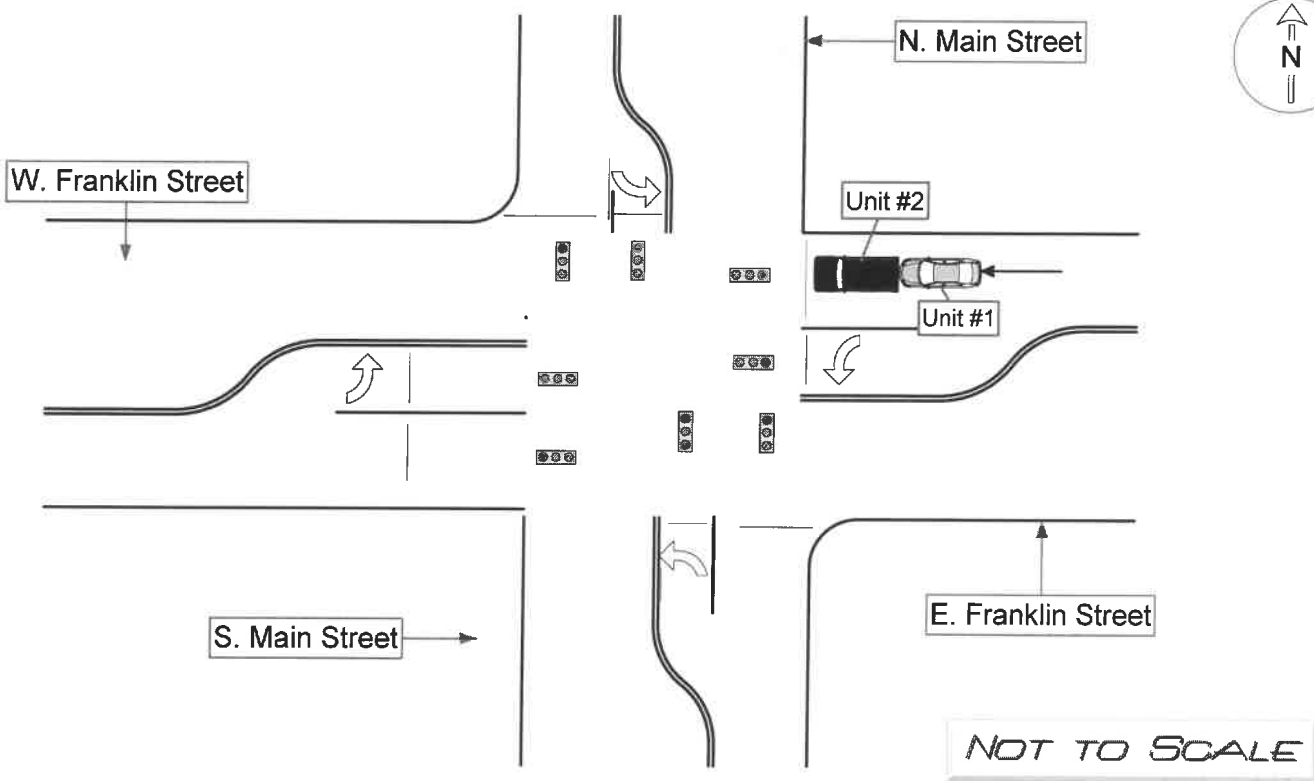 N. Main Street
N
W. Franklin Street
Unit #2
Unit #1
E. Franklin Street
S. Main Street
NOT TO SCALE